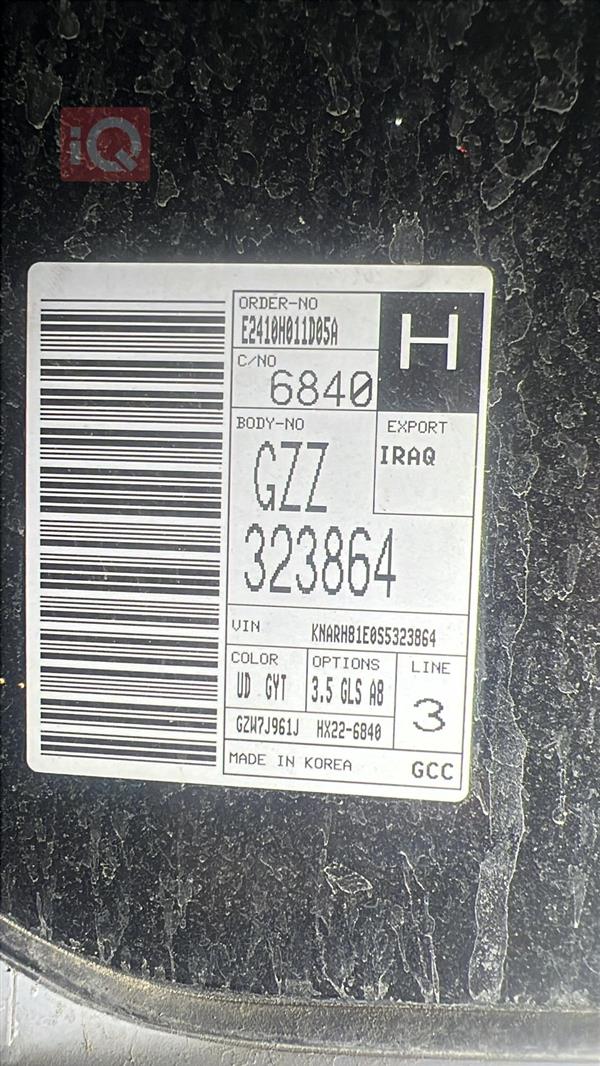 iQ
ORDER-NO
E2410H011D05A
H
C/NO
6840
BODY-NO
GZZ
323864
EXPORT
IRAQ
VIN KNARH81E0S5323864
COLOR
UD GYT
OPTIONS
3.5 GLS A8
LINE
3
GZW7J961J HX22-6840
MADE IN KOREA
GCC